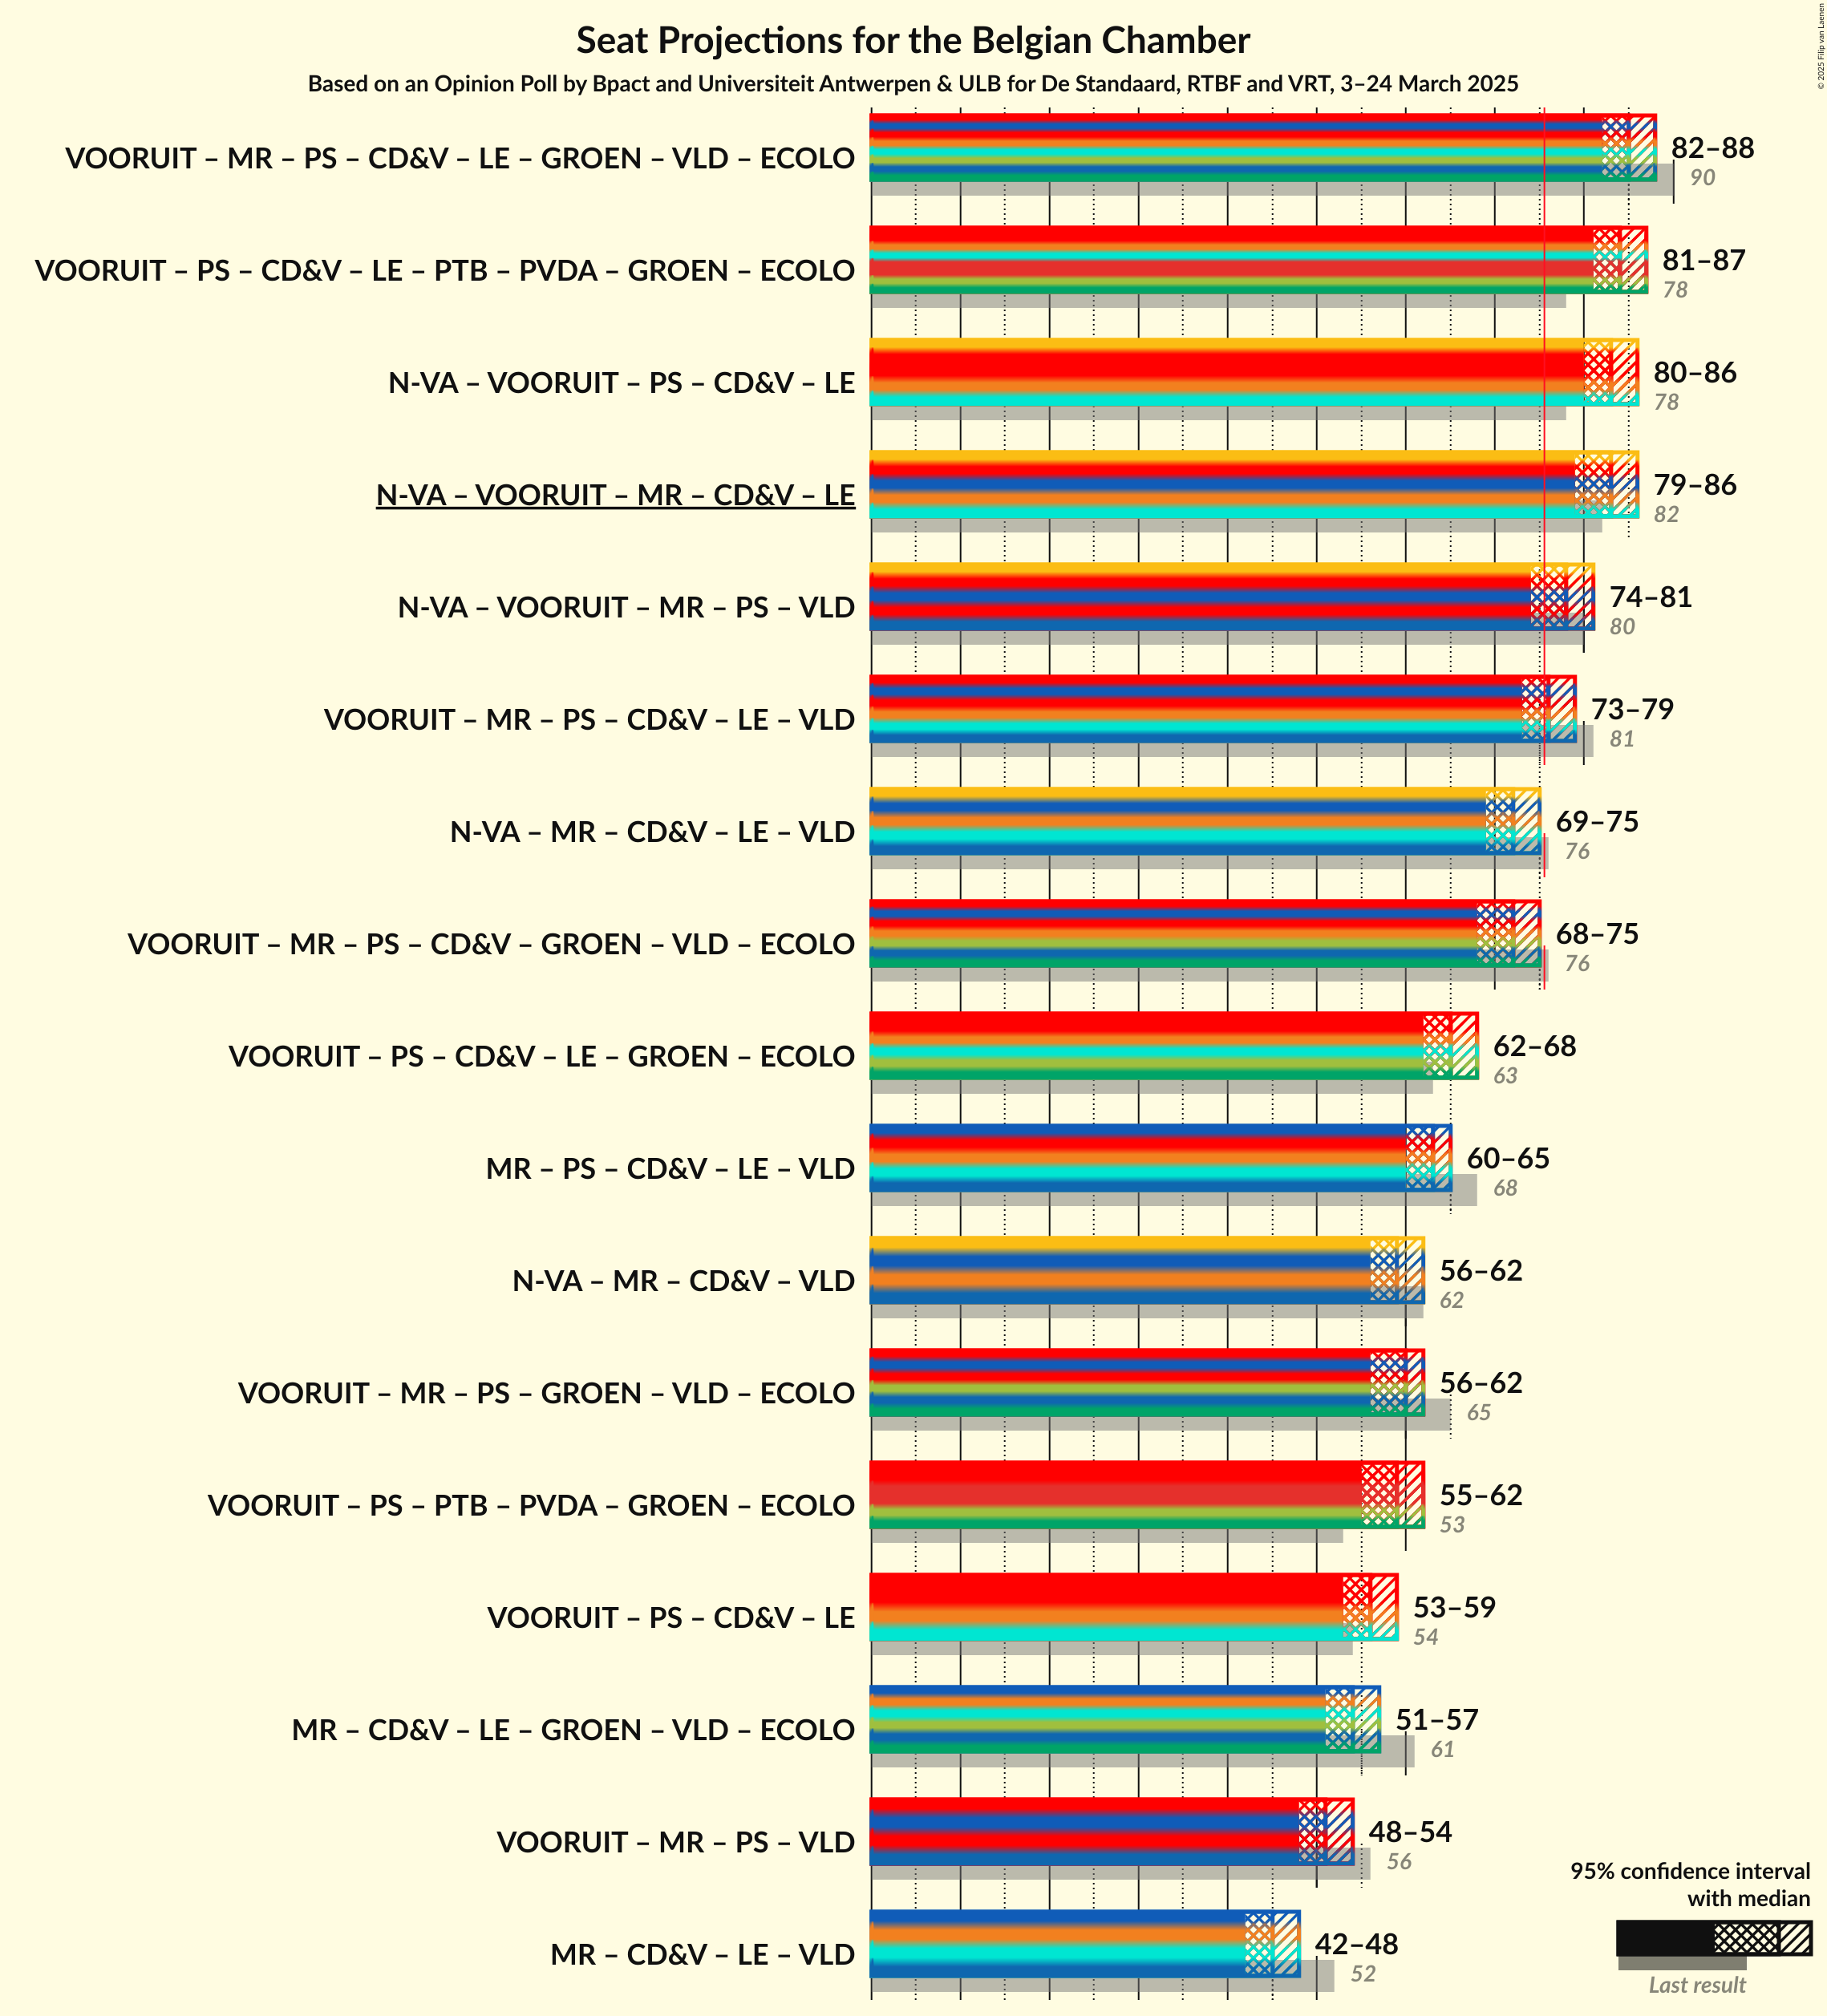 Seat Projections for the Belgian Chamber
Based on an Opinion Poll by Bpact and Universiteit Antwerpen & ULB for De Standaard, RTBF and VRT, 3–24 March 2025
© 2025 Filip van Laenen
VOORUIT – MR – PS – CD&V – LE – GROEN – VLD – ECOLO
82–88
90
VOORUIT – PS – CD&V – LE – PTB – PVDA – GROEN – ECOLO
81–87
78
N-VA – VOORUIT – PS – CD&V – LE
80–86
78
N-VA – VOORUIT – MR – CD&V – LE
79–86
82
N-VA – VOORUIT – MR – PS – VLD
74–81
80
VOORUIT – MR – PS – CD&V – LE – VLD
73–79
81
N-VA – MR – CD&V – LE – VLD
69–75
76
VOORUIT – MR – PS – CD&V – GROEN – VLD – ECOLO
68–75
76
VOORUIT – PS – CD&V – LE – GROEN – ECOLO
62–68
63
MR – PS – CD&V – LE – VLD
60–65
68
N-VA – MR – CD&V – VLD
56–62
62
VOORUIT – MR – PS – GROEN – VLD – ECOLO
56–62
65
VOORUIT – PS – PTB – PVDA – GROEN – ECOLO
55–62
53
VOORUIT – PS – CD&V – LE
53–59
54
MR – CD&V – LE – GROEN – VLD – ECOLO
51–57
61
VOORUIT – MR – PS – VLD
48–54
56
MR – CD&V – LE – VLD
42–48
52
95% confidence interval
with median
Last result